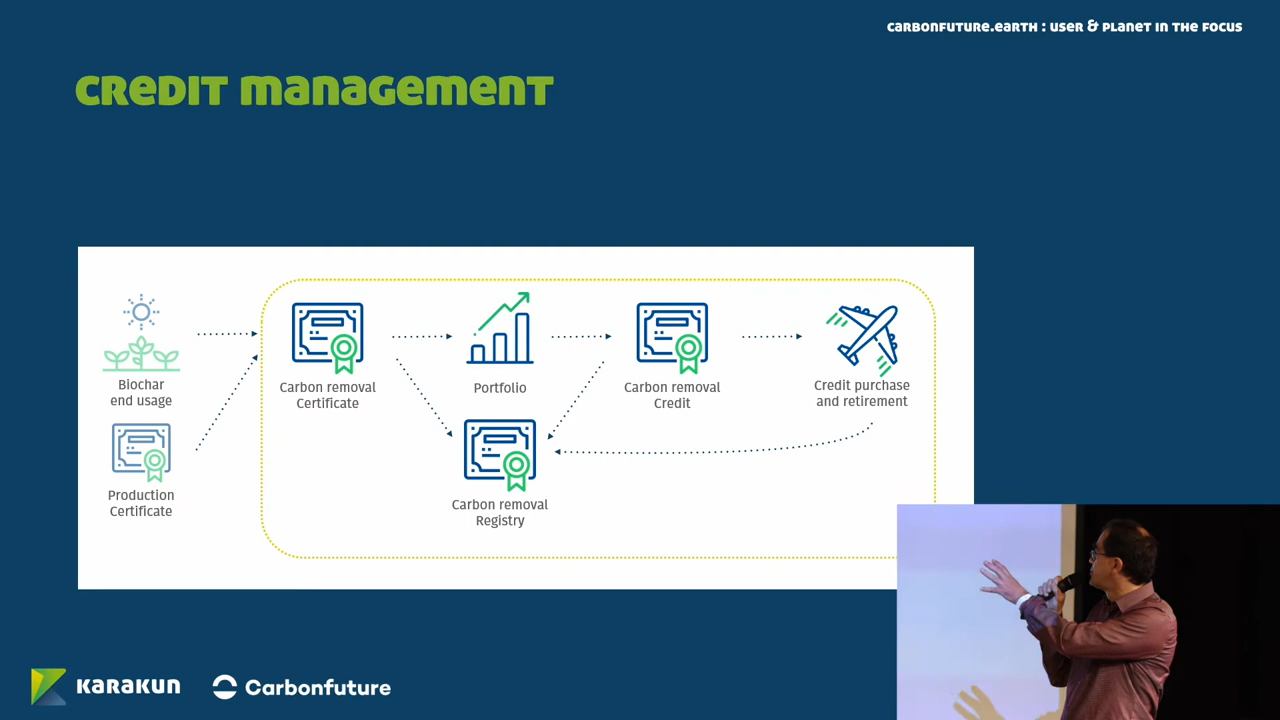 carbonfuture.earth : user & planet in the focus
credit management
Biochar
end usage
Production
Certificate
Carbon removal
Certificate
Portfolio
Carbon removal
Credit
Credit purchase
and retirement
Carbon removal
Registry
karakun
Carbonfuture